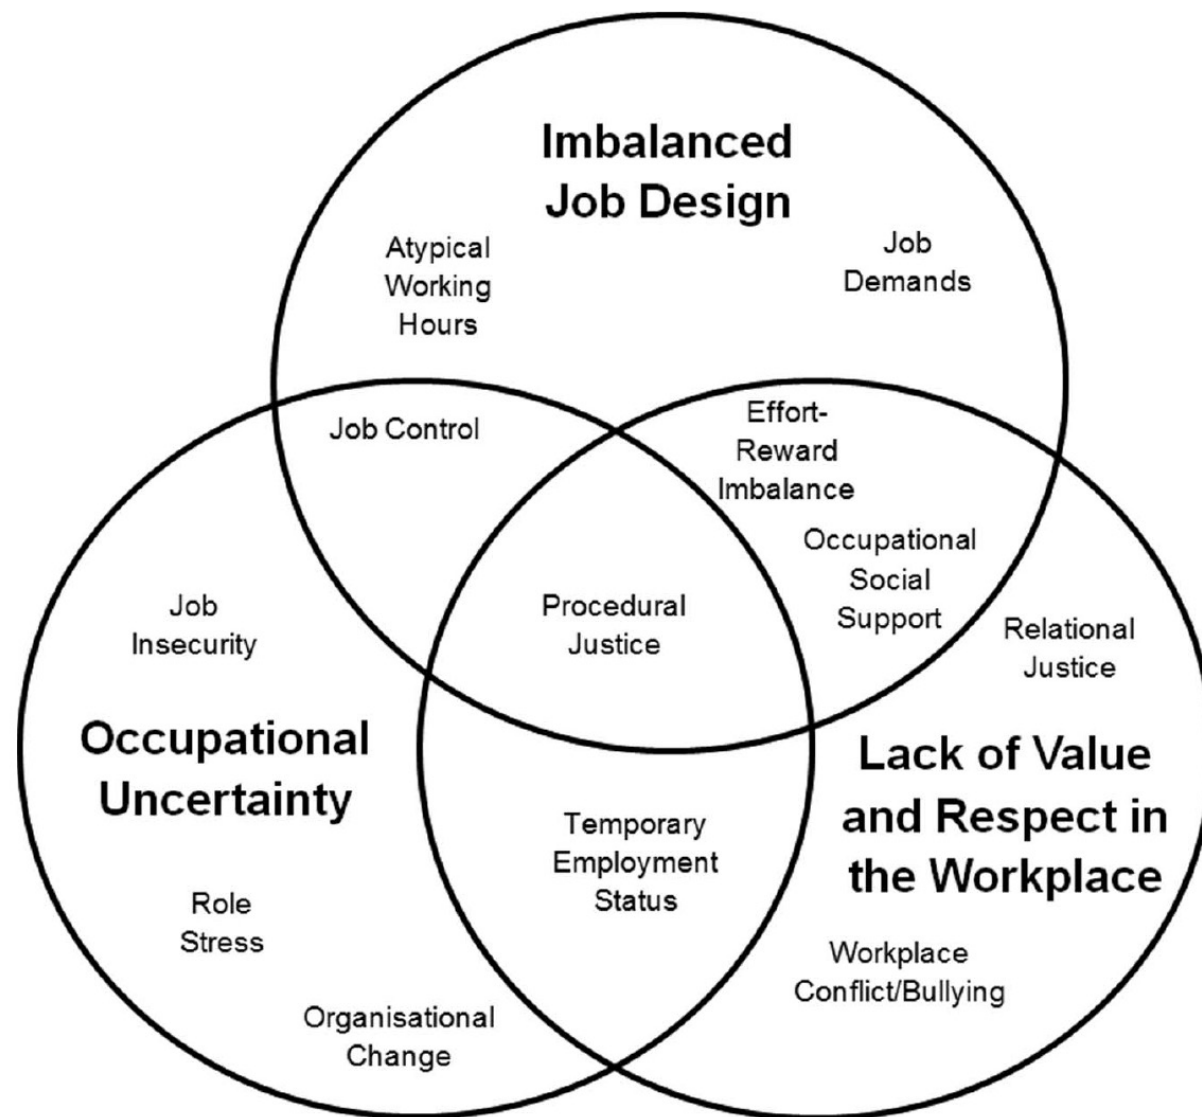 Imbalanced
Job Design
Atypical
Working
Hours
Job
Demands
Job Control
Effort-
Reward
Imbalance
Occupational
Social
Support
Procedural
Justice
Job
Insecurity
Relational
Justice
Occupational
Uncertainty
Lack of Value
and Respect in
the Workplace
Temporary
Employment
Status
Role
Stress
Workplace
Conflict/Bullying
Organisational
Change